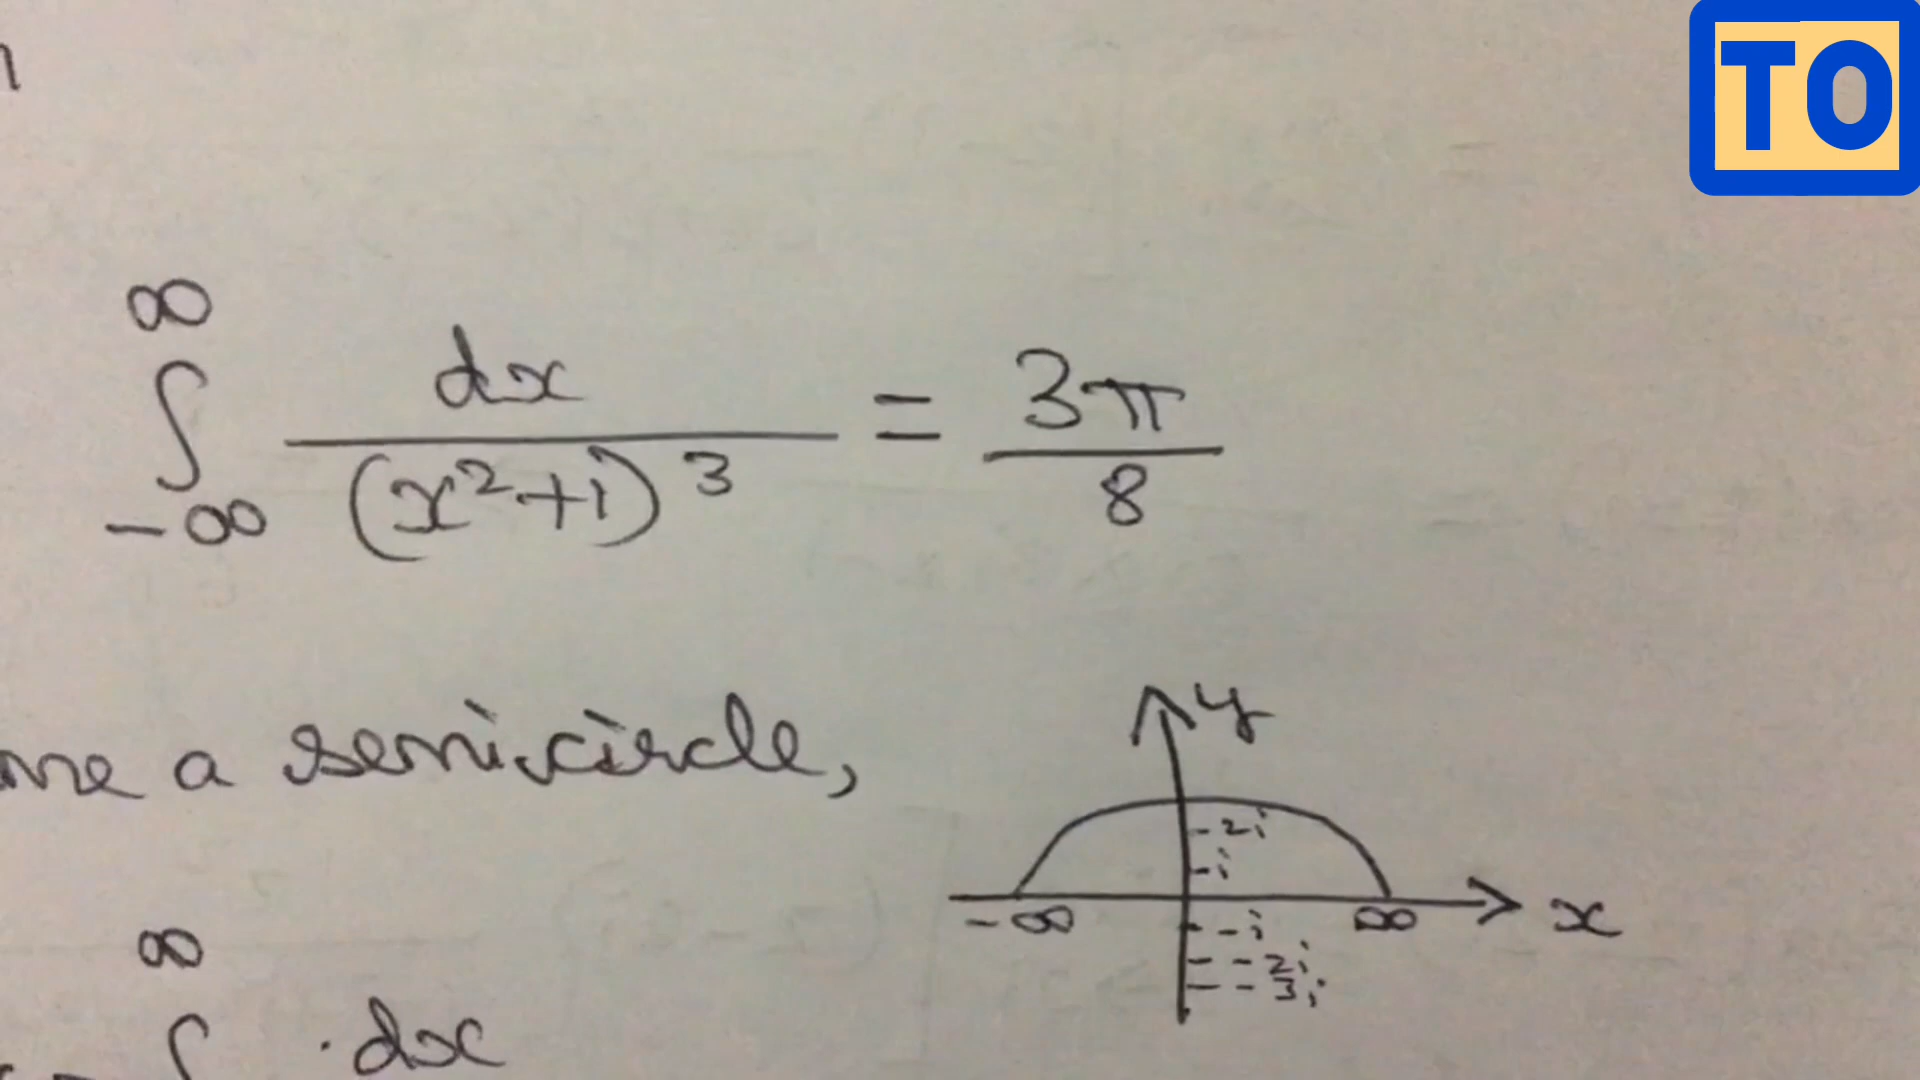 TO
∞
∫ dx / (x²+1)³ = 3π / 8
-∞
a semicircle,
y
- 2i
- i
-∞ ∞ x
- -i
- -2i
- -3i
∞
∫ dx